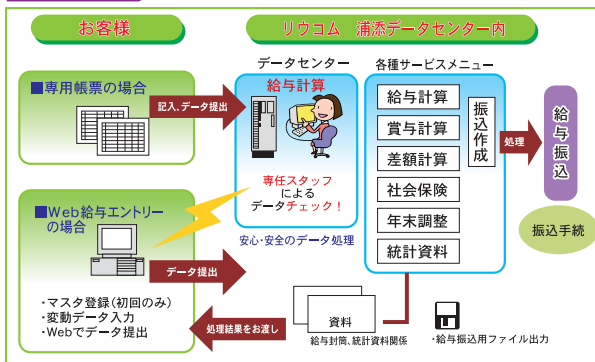 お客様
リウコム 浦添データセンター内
■専用帳票の場合
記入、データ提出
■Web給与エントリー
の場合
データ提出
・マスタ登録(初回のみ)
・変動データ入力
・Webでデータ提出
データセンター
給与計算
専任スタッフ
による
データチェック！
安心・安全のデータ処理
各種サービスメニュー
給与計算
賞与計算
差額計算
社会保険
年末調整
統計資料
振込作成
処理
給与振込
振込手続
処理結果をお渡し
資料
給与封筒、統計資料関係
・給与振込用ファイル出力